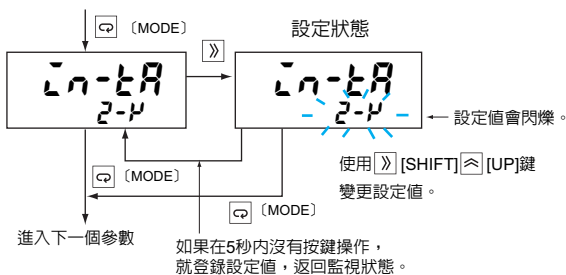 〔MODE〕
設定狀態
in-tA
2-K
in-tA
2-K
設定值會閃爍。
使用 [SHIFT] [UP]鍵
變更設定值。
〔MODE〕
〔MODE〕
進入下一個參數
如果在5秒內沒有按鍵操作，
就登錄設定值，返回監視狀態。